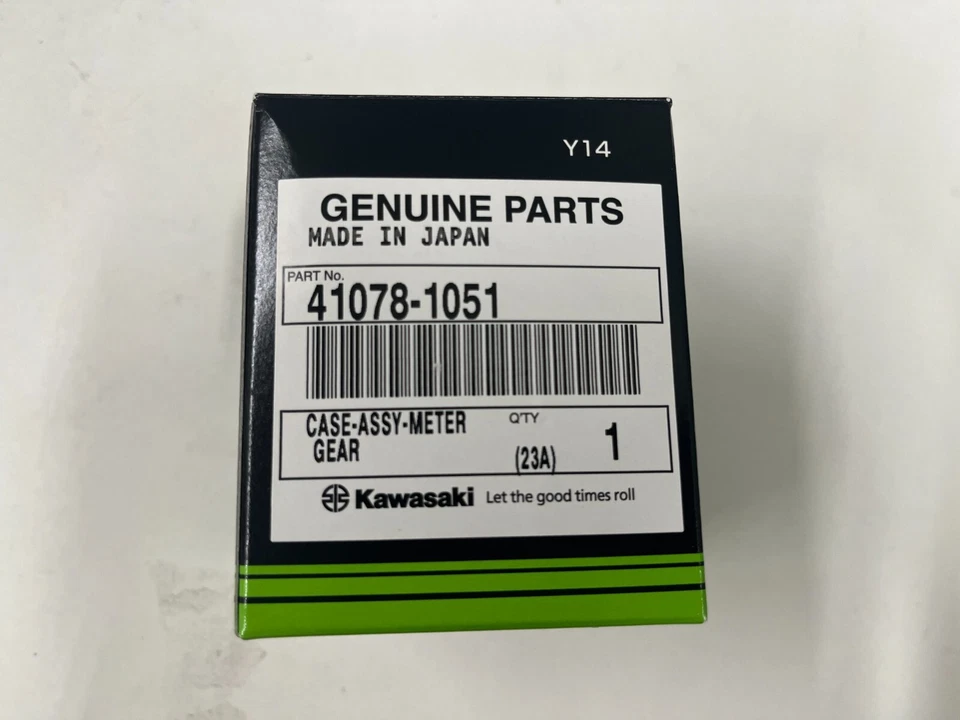 Y14
GENUINE PARTS
MADE IN JAPAN
PART No.
41078-1051
CASE-ASSY-METER Q'TY
GEAR (23A) 1
Kawasaki Let the good times roll